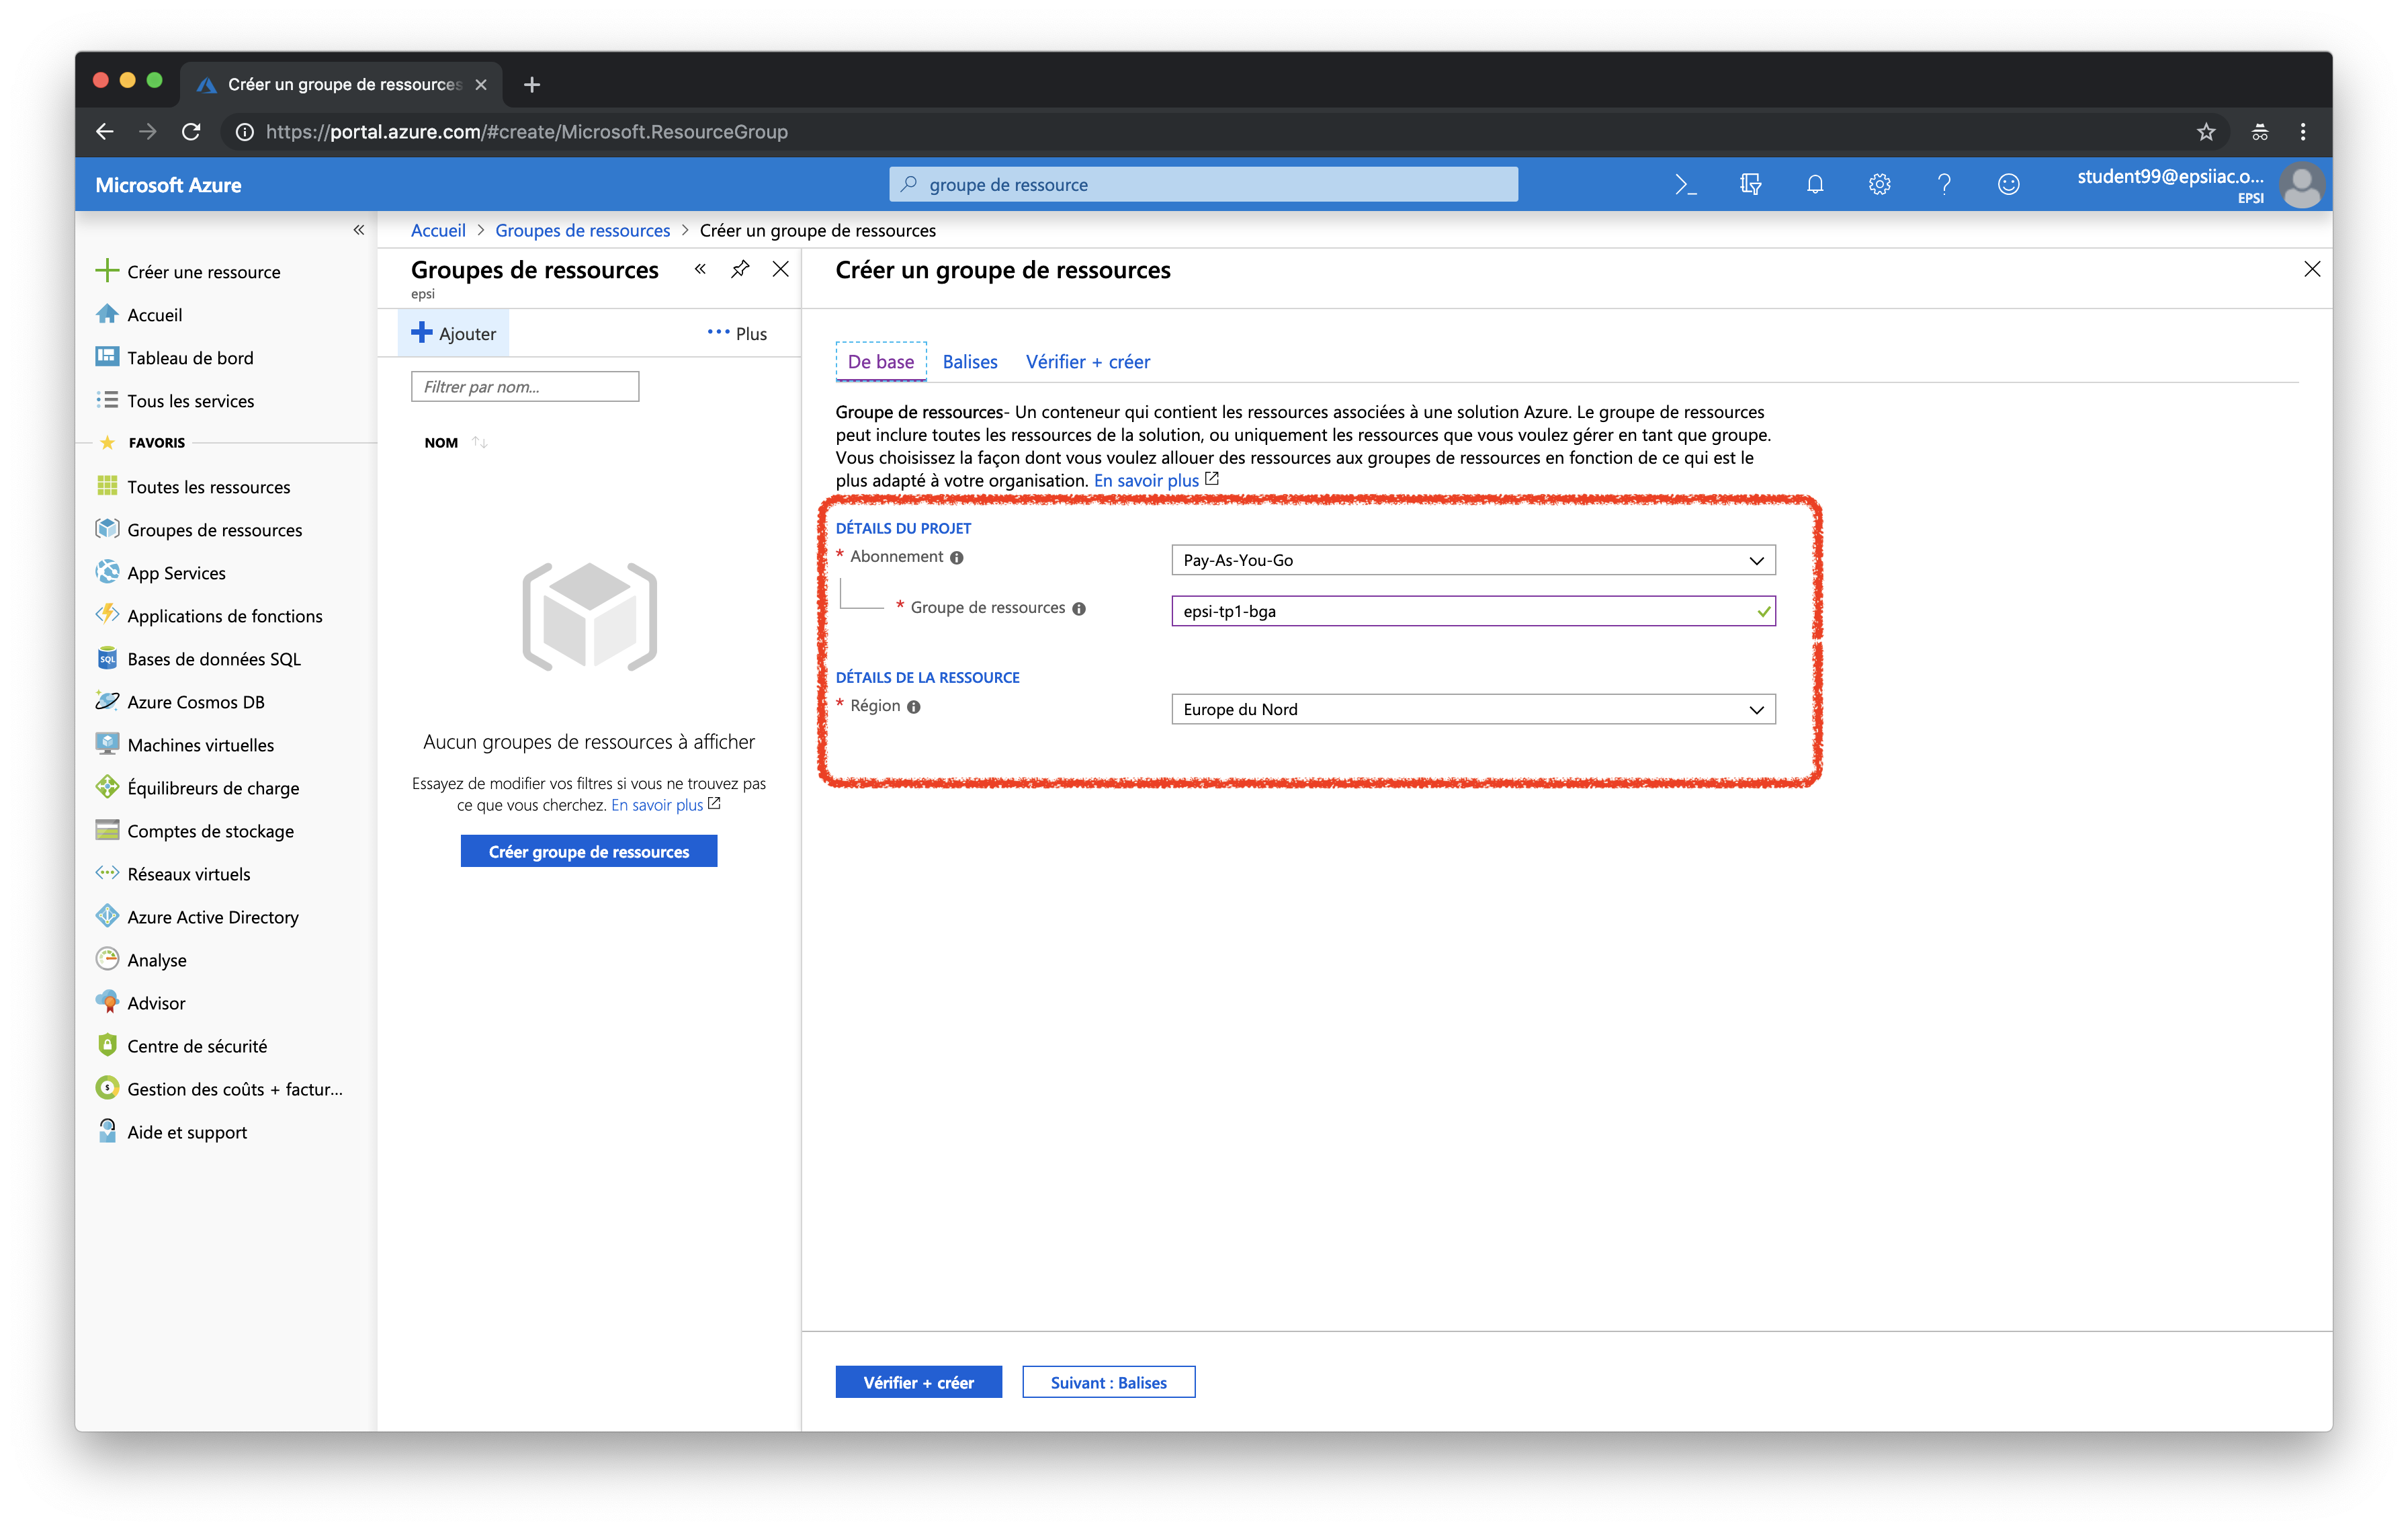 Créer un groupe de ressources
https://portal.azure.com/#create/Microsoft.ResourceGroup
Microsoft Azure
groupe de ressource
student99@epsiiac.o...
EPSI
Créer une ressource
Accueil
Tableau de bord
Tous les services
FAVORIS
Toutes les ressources
Groupes de ressources
App Services
Applications de fonctions
SQL
Bases de données SQL
Azure Cosmos DB
Machines virtuelles
Équilibreurs de charge
Comptes de stockage
Réseaux virtuels
Azure Active Directory
Analyse
Advisor
Centre de sécurité
Gestion des coûts + factur...
Aide et support
Accueil > Groupes de ressources > Créer un groupe de ressources
Groupes de ressources
epsi
Ajouter
Plus
Filtrer par nom...
NOM
Aucun groupes de ressources à afficher
Essayez de modifier vos filtres si vous ne trouvez pas
ce que vous cherchez. En savoir plus
Créer groupe de ressources
Créer un groupe de ressources
De base Balises Vérifier + créer
Groupe de ressources- Un conteneur qui contient les ressources associées à une solution Azure. Le groupe de ressources
peut inclure toutes les ressources de la solution, ou uniquement les ressources que vous voulez gérer en tant que groupe.
Vous choisissez la façon dont vous voulez allouer des ressources aux groupes de ressources en fonction de ce qui est le
plus adapté à votre organisation. En savoir plus
DÉTAILS DU PROJET
* Abonnement
Pay-As-You-Go
* Groupe de ressources
epsi-tp1-bga
DÉTAILS DE LA RESSOURCE
* Région
Europe du Nord
Vérifier + créer
Suivant : Balises